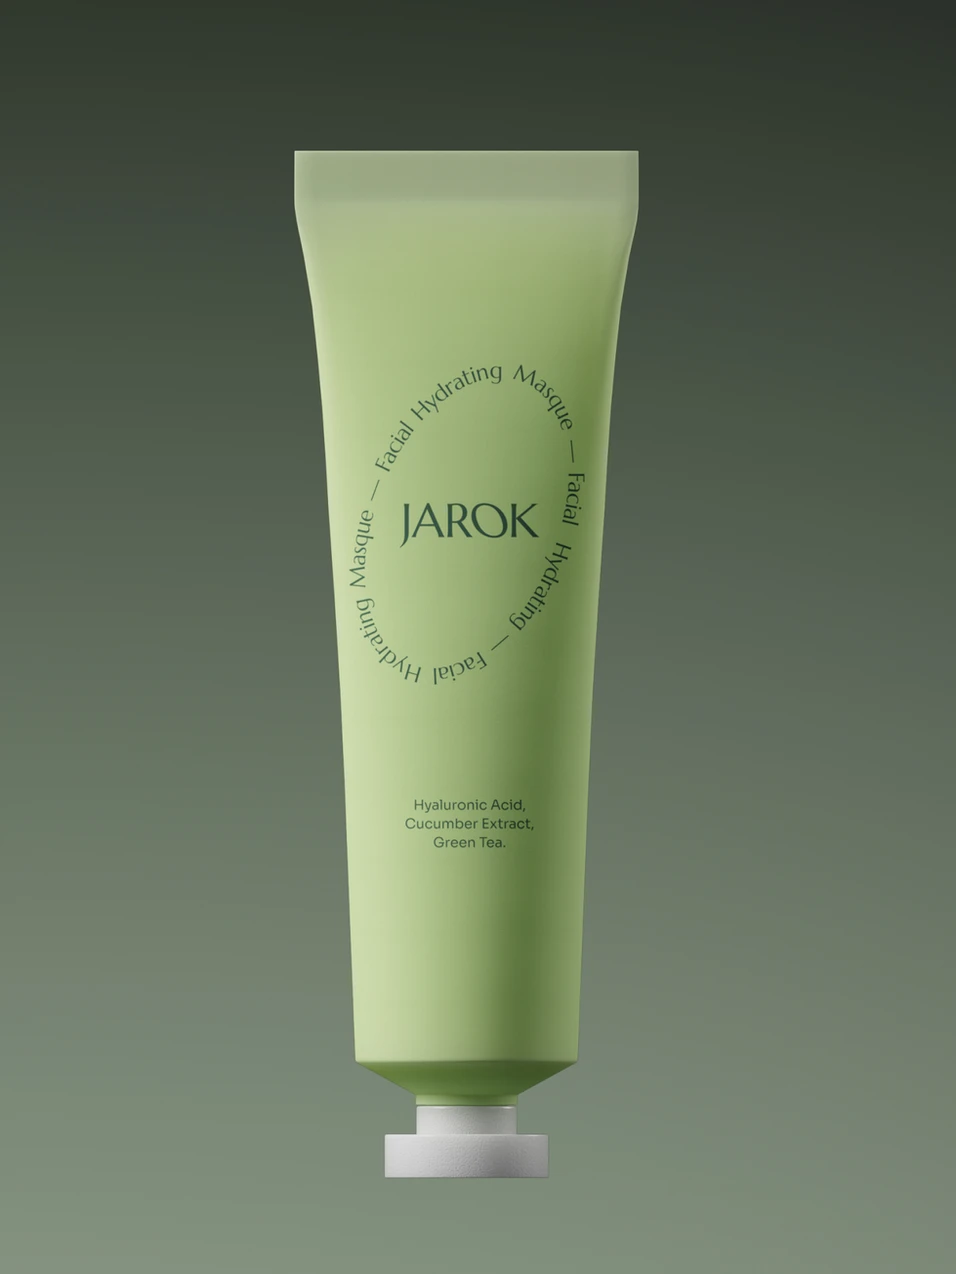 Facial Hydrating Masque — Facial Hydrating — Facial Hydrating Masque —
JAROK
Hyaluronic Acid,
Cucumber Extract,
Green Tea.